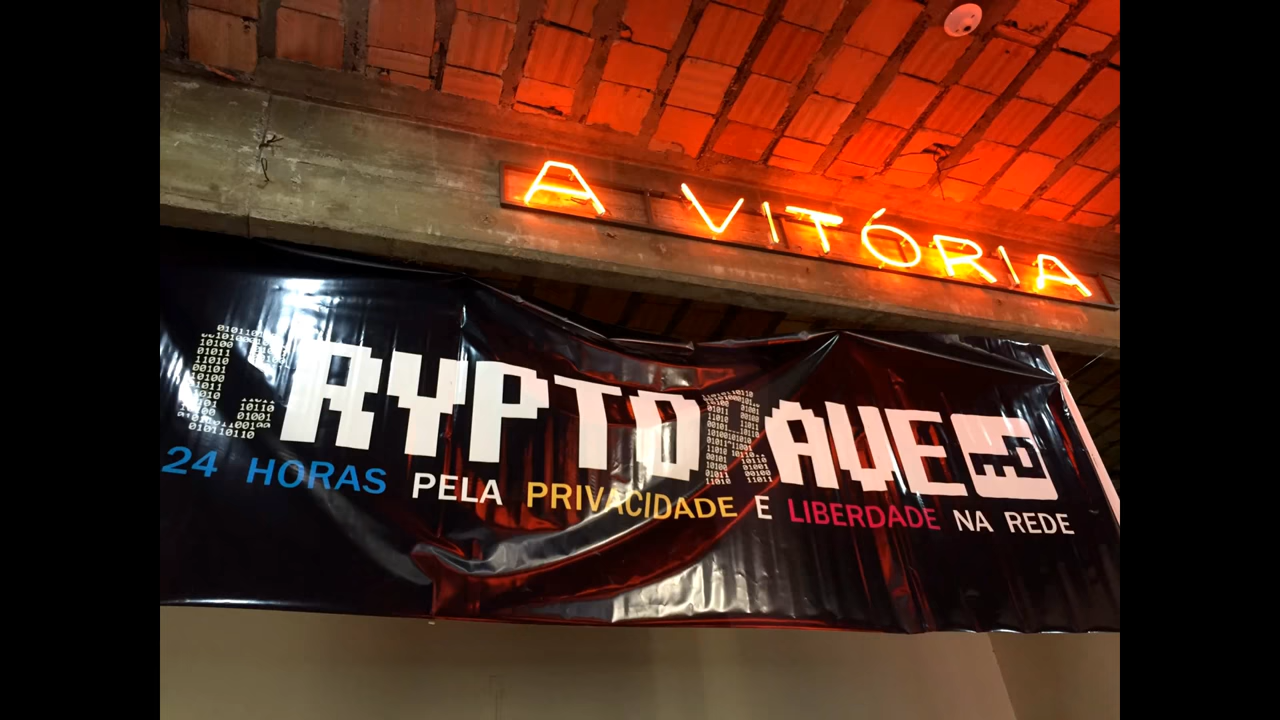 A VITÓRIA
CRYPTORAVE
24 HORAS PELA PRIVACIDADE E LIBERDADE NA REDE